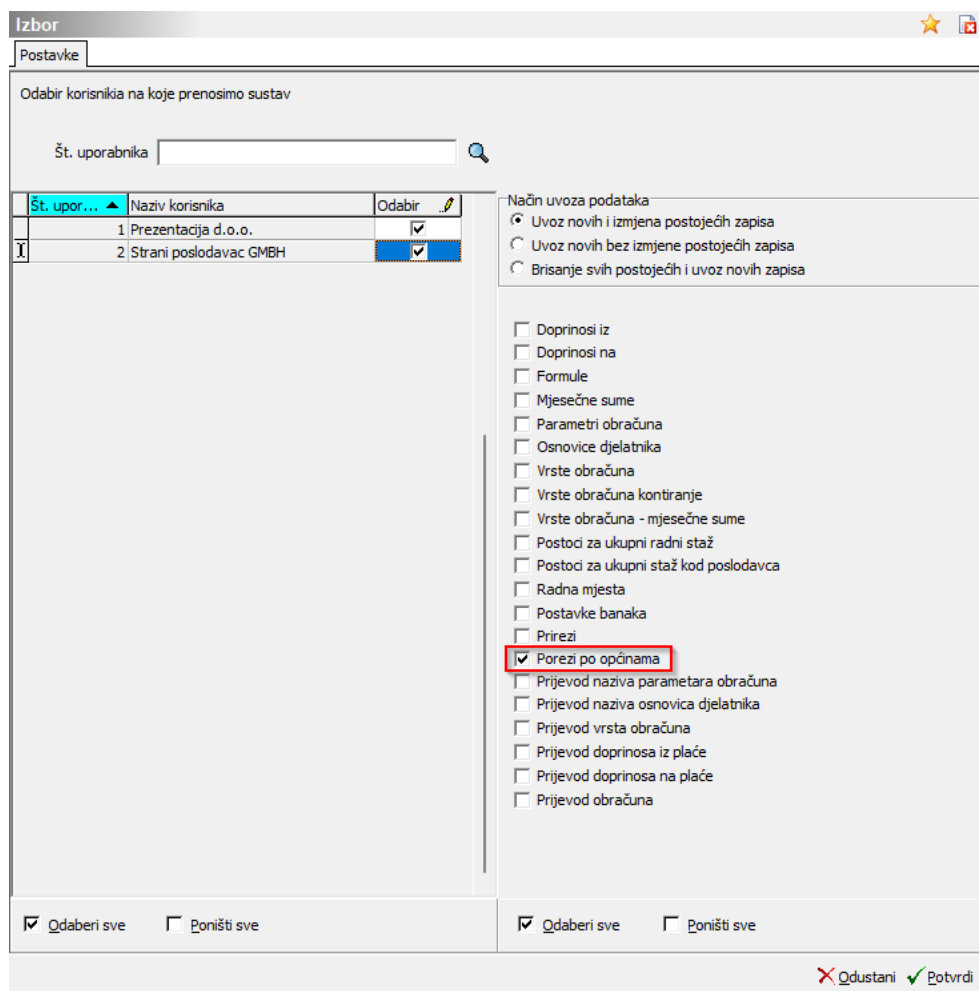 Izbor
Postavke
Odabir korisnikia na koje prenosimo sustav
Št. uporabnika
Št. upor... Naziv korisnika Odabir
1 Prezentacija d.o.o.
2 Strani poslodavac GMBH
Način uvoza podataka
Uvoz novih i izmjena postojećih zapisa
Uvoz novih bez izmjene postojećih zapisa
Brisanje svih postojećih i uvoz novih zapisa
Doprinosi iz
Doprinosi na
Formule
Mjesečne sume
Parametri obračuna
Osnovice djelatnika
Vrste obračuna
Vrste obračuna kontiranje
Vrste obračuna - mjesečne sume
Postoci za ukupni radni staž
Postoci za ukupni staž kod poslodavca
Radna mjesta
Postavke banaka
Prirezi
Porezi po općinama
Prijevod naziva parametara obračuna
Prijevod naziva osnovica djelatnika
Prijevod vrsta obračuna
Prijevod doprinosa iz plaće
Prijevod doprinosa na plaće
Prijevod obračuna
Odaberi sve Poništi sve
Odaberi sve Poništi sve
Odustani Potvrdi